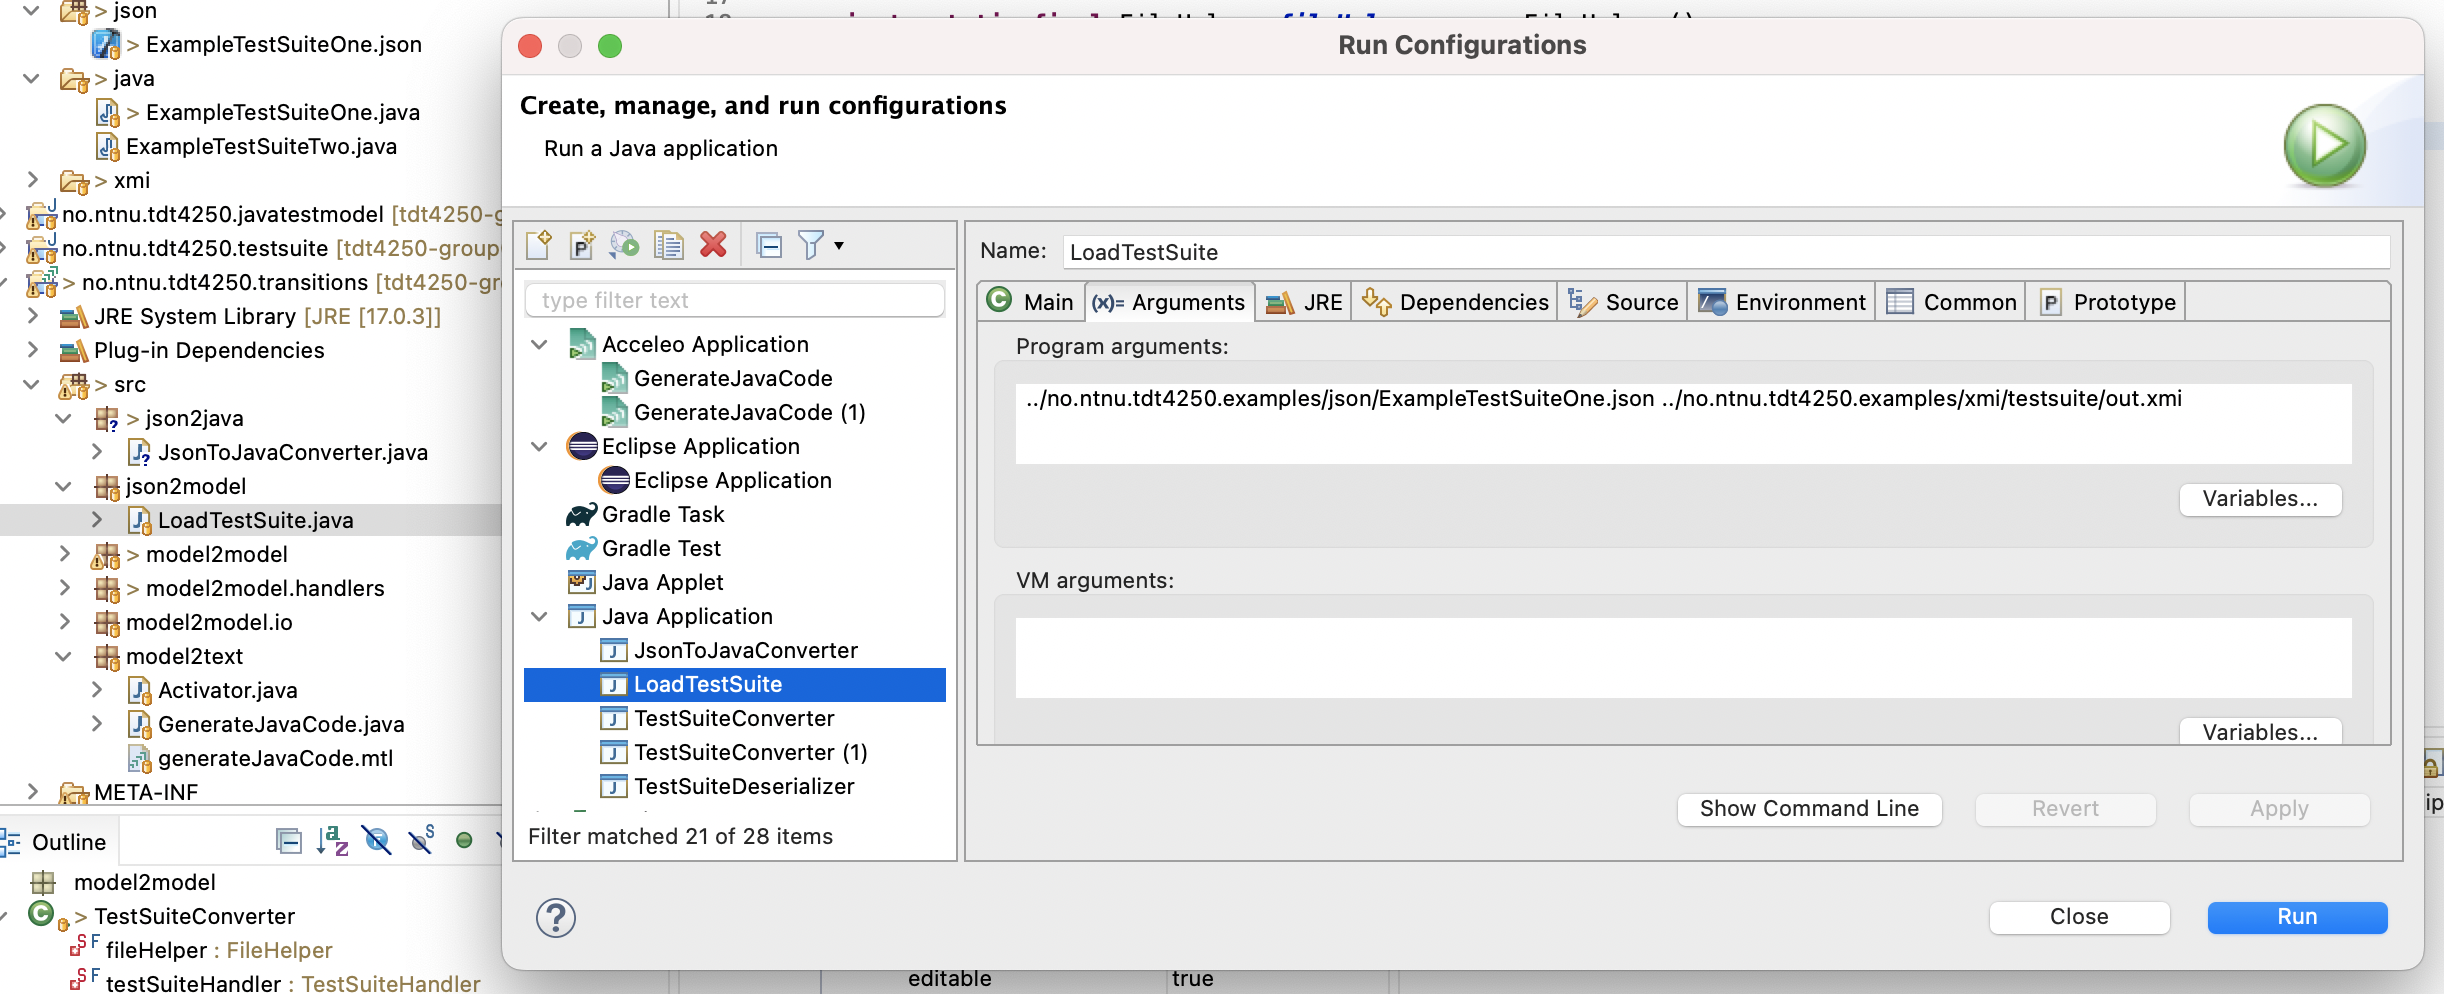 > json
> ExampleTestSuiteOne.json
> java
> ExampleTestSuiteOne.java
ExampleTestSuiteTwo.java
> xmi
no.ntnu.tdt4250.javatestmodel [tdt4250-g
no.ntnu.tdt4250.testsuite [tdt4250-group
> no.ntnu.tdt4250.transitions [tdt4250-gr
JRE System Library [JRE [17.0.3]]
Plug-in Dependencies
> src
> json2java
JsonToJavaConverter.java
json2model
LoadTestSuite.java
> model2model
> model2model.handlers
model2model.io
model2text
Activator.java
GenerateJavaCode.java
generateJavaCode.mtl
META-INF
Outline
model2model
> TestSuiteConverter
fileHelper : FileHelper
testSuiteHandler : TestSuiteHandler
Run Configurations
Create, manage, and run configurations
Run a Java application
type filter text
Acceleo Application
GenerateJavaCode
GenerateJavaCode (1)
Eclipse Application
Eclipse Application
Gradle Task
Gradle Test
Java Applet
Java Application
JsonToJavaConverter
LoadTestSuite
TestSuiteConverter
TestSuiteConverter (1)
TestSuiteDeserializer
Filter matched 21 of 28 items
Name: LoadTestSuite
Main (x)= Arguments JRE Dependencies Source Environment Common Prototype
Program arguments:
../no.ntnu.tdt4250.examples/json/ExampleTestSuiteOne.json ../no.ntnu.tdt4250.examples/xmi/testsuite/out.xmi
Variables...
VM arguments:
Variables...
Show Command Line Revert Apply
Close Run
editable true